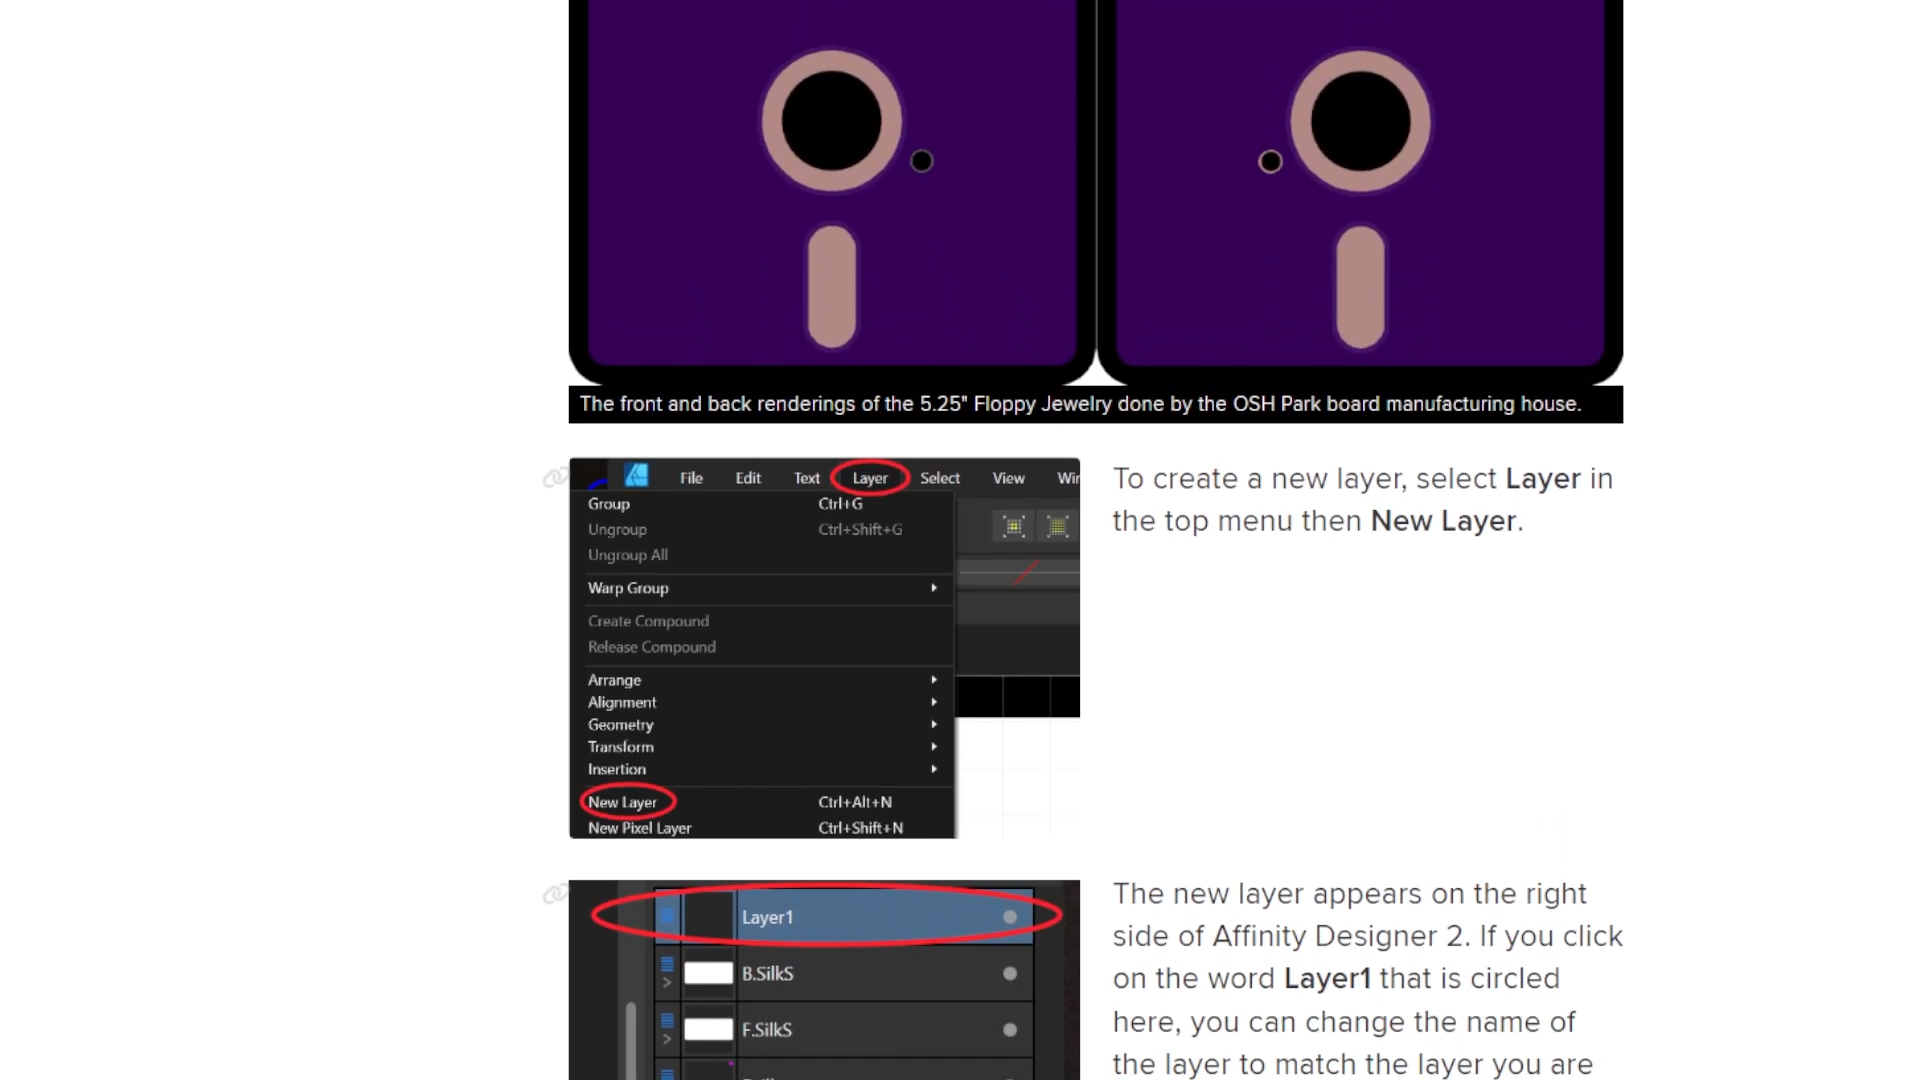 The front and back renderings of the 5.25" Floppy Jewelry done by the OSH Park board manufacturing house.
File Edit Text Layer Select View
Group Ctrl+G
Ungroup Ctrl+Shift+G
Ungroup All
Warp Group
Create Compound
Release Compound
Arrange
Alignment
Geometry
Transform
Insertion
New Layer Ctrl+Alt+N
New Pixel Layer Ctrl+Shift+N
To create a new layer, select Layer in
the top menu then New Layer.
Layer1
B.SilkS
F.SilkS
The new layer appears on the right
side of Affinity Designer 2. If you click
on the word Layer1 that is circled
here, you can change the name of
the layer to match the layer you are